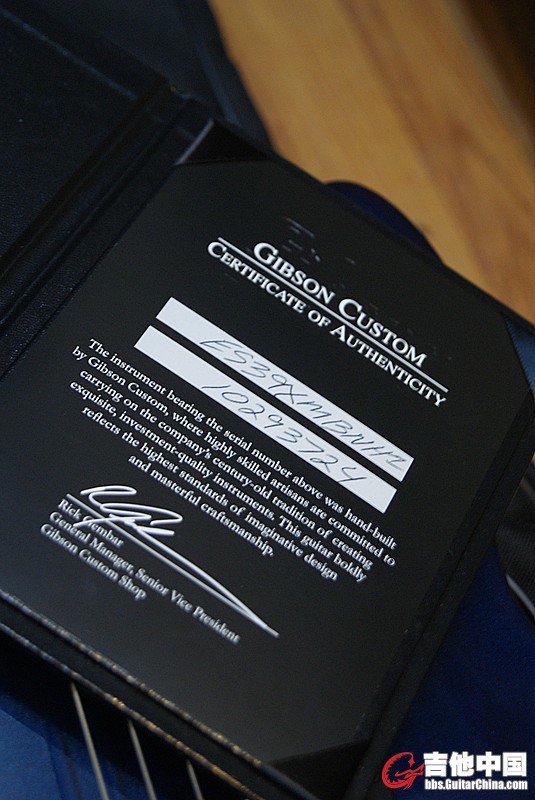 GIBSON CUSTOM
CERTIFICATE OF AUTHENTICITY
ES39XMBNH1
10293724
The instrument bearing the serial number above was hand-built
by Gibson Custom, where highly skilled artisans are committed to
carrying on the company's century-old tradition of creating
exquisite, investment-quality instruments. This guitar boldly
reflects the highest standards of imaginative design
and masterful craftsmanship.
Rick Gembar
General Manager, Senior Vice President
Gibson Custom Shop
吉他中国
bbs.GuitarChina.com